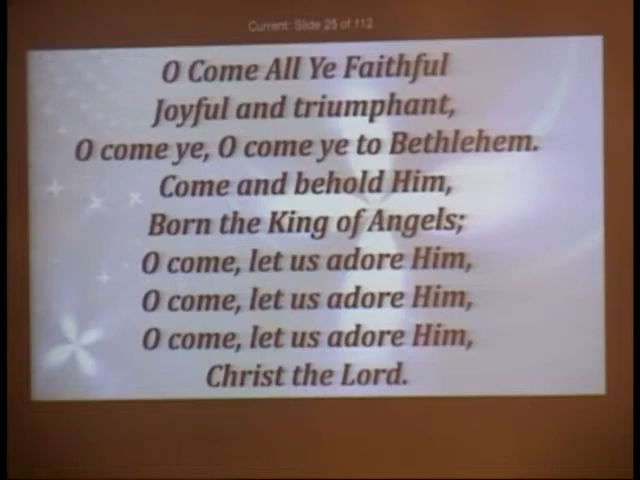 Current: Slide 25 of 112
O Come All Ye Faithful
Joyful and triumphant,
O come ye, O come ye to Bethlehem.
Come and behold Him,
Born the King of Angels;
O come, let us adore Him,
O come, let us adore Him,
O come, let us adore Him,
Christ the Lord.